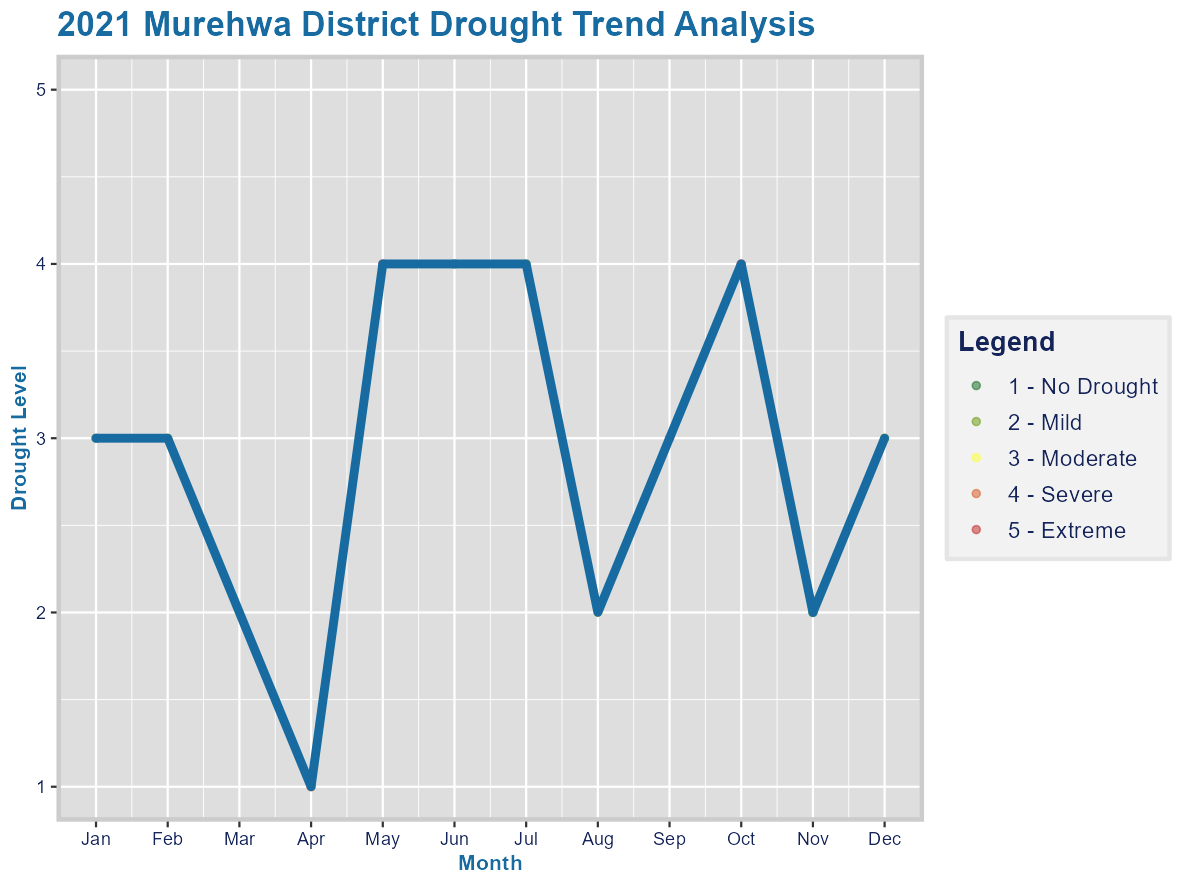 2021 Murehwa District Drought Trend Analysis
Drought Level
5
4
3
2
1
Jan Feb Mar Apr May Jun Jul Aug Sep Oct Nov Dec
Month
Legend
1 - No Drought
2 - Mild
3 - Moderate
4 - Severe
5 - Extreme